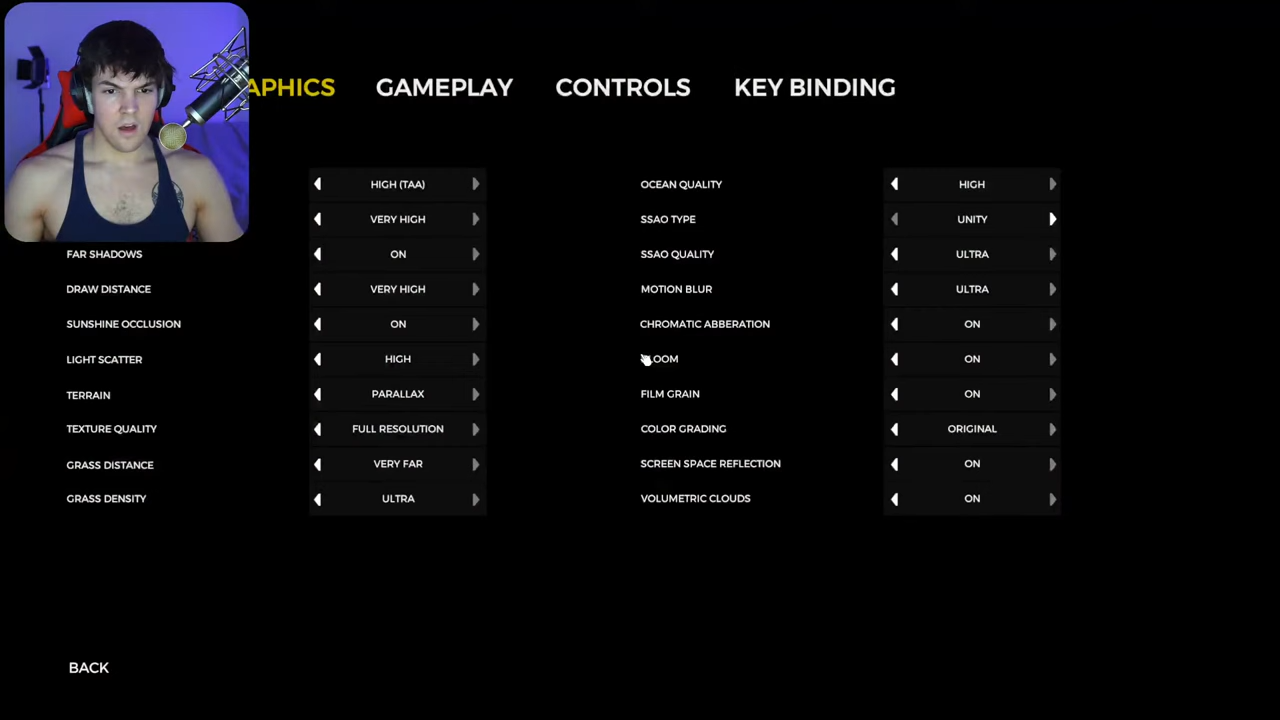 APHICS GAMEPLAY CONTROLS KEY BINDING
HIGH (TAA) OCEAN QUALITY HIGH
VERY HIGH SSAO TYPE UNITY
FAR SHADOWS ON SSAO QUALITY ULTRA
DRAW DISTANCE VERY HIGH MOTION BLUR ULTRA
SUNSHINE OCCLUSION ON CHROMATIC ABBERATION ON
LIGHT SCATTER HIGH LOOM ON
TERRAIN PARALLAX FILM GRAIN ON
TEXTURE QUALITY FULL RESOLUTION COLOR GRADING ORIGINAL
GRASS DISTANCE VERY FAR SCREEN SPACE REFLECTION ON
GRASS DENSITY ULTRA VOLUMETRIC CLOUDS ON
BACK